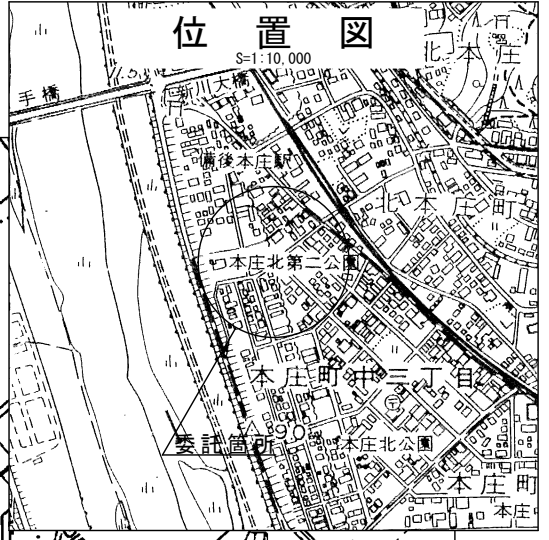 位置図
S=1:10,000
北本庄
手橋
新川大橋
備後本庄駅
北本庄町
本庄北第二公園
本庄町中三丁目
委託箇所
本庄北公園
本庄町
本庄